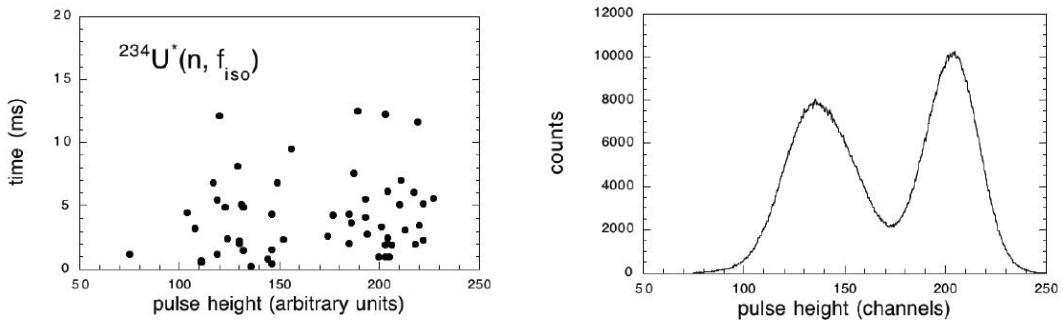 20
15
10
5
0
time (ms)
²³⁴U*(n, f_iso)
50 100 150 200 250
pulse height (arbitrary units)
12000
10000
8000
6000
4000
2000
0
counts
50 100 150 200 250
pulse height (channels)